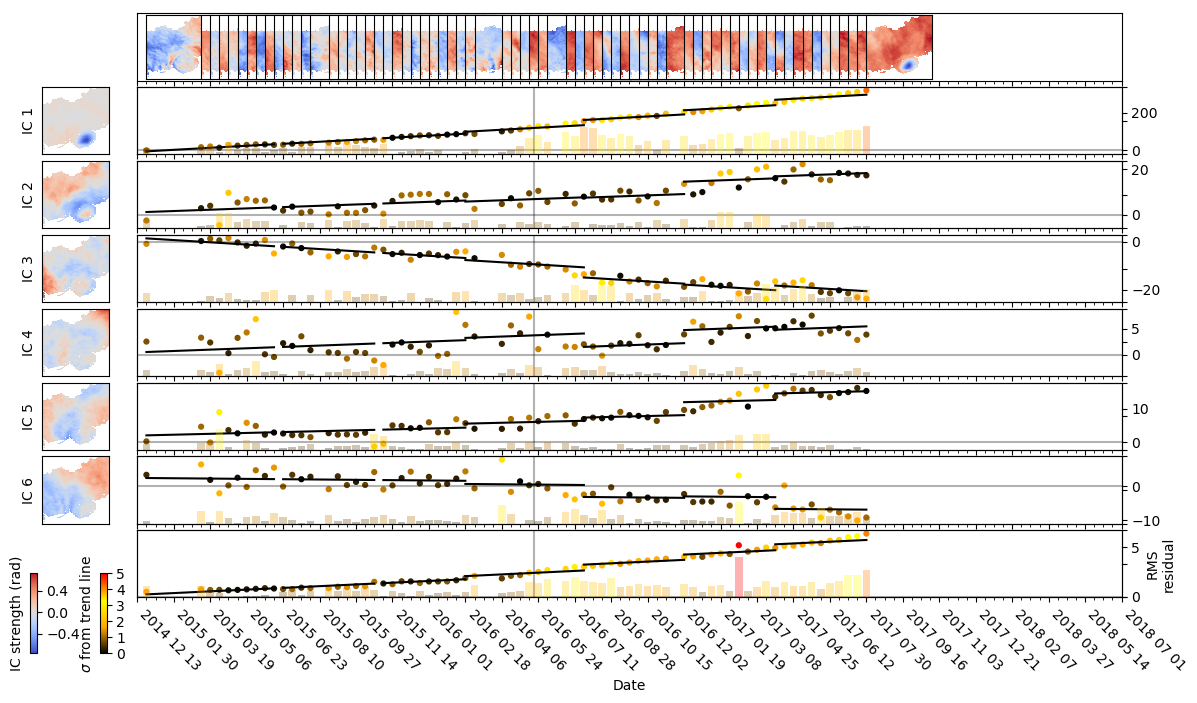 IC 1
200
0
IC 2
20
0
IC 3
0
−20
IC 4
5
0
IC 5
10
0
IC 6
0
−10
RMS
residual
5
0
IC strength (rad)
0.4
0.0
−0.4
σ from trend line
5
4
3
2
1
0
2014 12 13
2015 01 30
2015 03 19
2015 05 06
2015 06 23
2015 08 10
2015 09 27
2015 11 14
2016 01 01
2016 02 18
2016 04 06
2016 05 24
2016 07 11
2016 08 28
2016 10 15
2016 12 02
2017 01 19
2017 03 08
2017 04 25
2017 06 12
2017 07 30
2017 09 16
2017 11 03
2017 12 21
2018 02 07
2018 03 27
2018 05 14
2018 07 01
Date